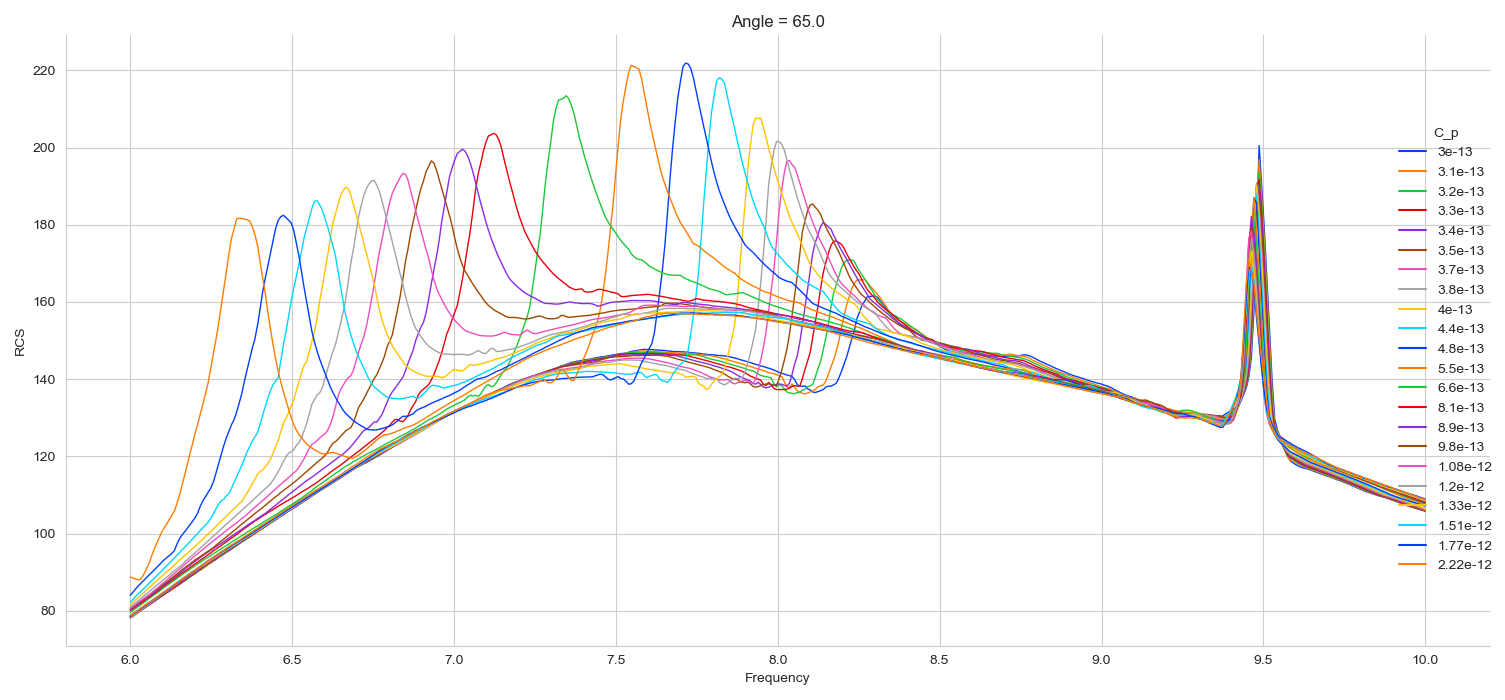 Angle = 65.0
RCS
220
200
180
160
140
120
100
80
6.0 6.5 7.0 7.5 8.0 8.5 9.0 9.5 10.0
Frequency
C_p
3e-13
3.1e-13
3.2e-13
3.3e-13
3.4e-13
3.5e-13
3.7e-13
3.8e-13
4e-13
4.4e-13
4.8e-13
5.5e-13
6.6e-13
8.1e-13
8.9e-13
9.8e-13
1.08e-12
1.2e-12
1.33e-12
1.51e-12
1.77e-12
2.22e-12